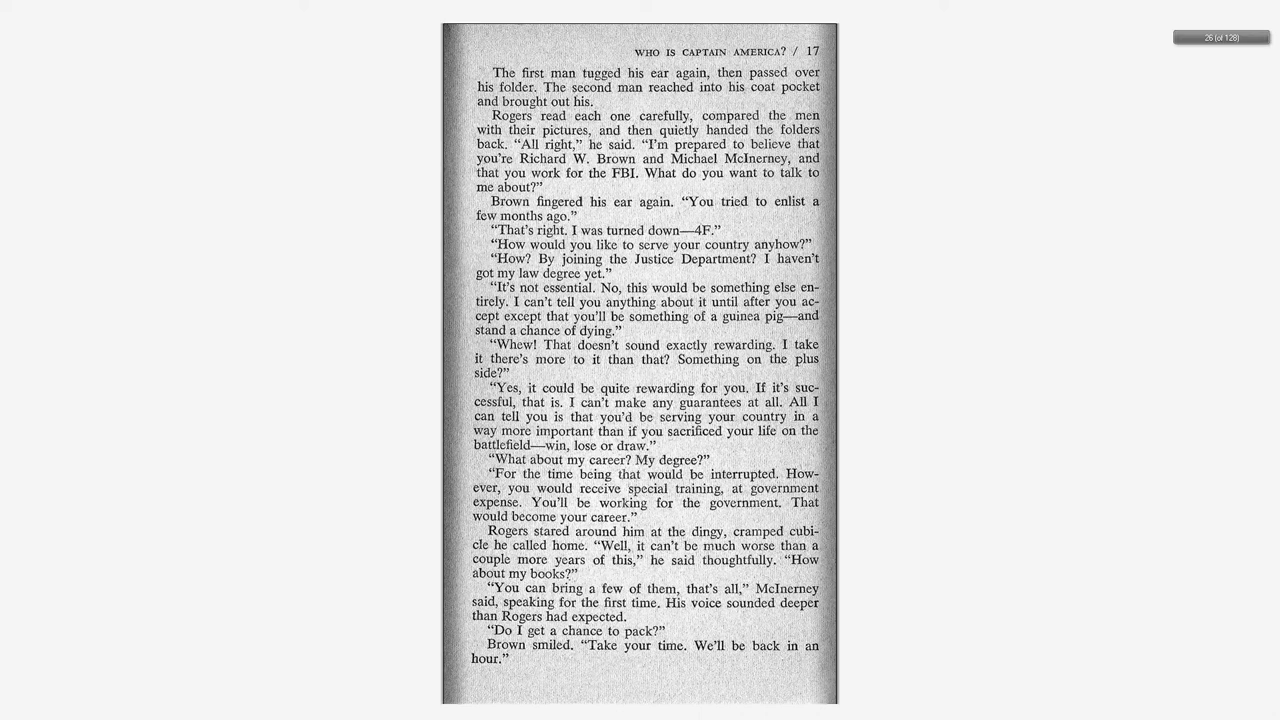 26 (of 128)
WHO IS CAPTAIN AMERICA? / 17
The first man tugged his ear again, then passed over
his folder. The second man reached into his coat pocket
and brought out his.
Rogers read each one carefully, compared the men
with their pictures, and then quietly handed the folders
back. “All right,” he said. “I’m prepared to believe that
you’re Richard W. Brown and Michael McInerney, and
that you work for the FBI. What do you want to talk to
me about?”
Brown fingered his ear again. “You tried to enlist a
few months ago.”
“That’s right. I was turned down—4F.”
“How would you like to serve your country anyhow?”
“How? By joining the Justice Department? I haven’t
got my law degree yet.”
“It’s not essential. No, this would be something else en-
tirely. I can’t tell you anything about it until after you ac-
cept except that you’ll be something of a guinea pig—and
stand a chance of dying.”
“Whew! That doesn’t sound exactly rewarding. I take
it there’s more to it than that? Something on the plus
side?”
“Yes, it could be quite rewarding for you. If it’s suc-
cessful, that is. I can’t make any guarantees at all. All I
can tell you is that you’d be serving your country in a
way more important than if you sacrificed your life on the
battlefield—win, lose or draw.”
“What about my career? My degree?”
“For the time being that would be interrupted. How-
ever, you would receive special training, at government
expense. You’ll be working for the government. That
would become your career.”
Rogers stared around him at the dingy, cramped cubi-
cle he called home. “Well, it can’t be much worse than a
couple more years of this,” he said thoughtfully. “How
about my books?”
“You can bring a few of them, that’s all,” McInerney
said, speaking for the first time. His voice sounded deeper
than Rogers had expected.
“Do I get a chance to pack?”
Brown smiled. “Take your time. We’ll be back in an
hour.”